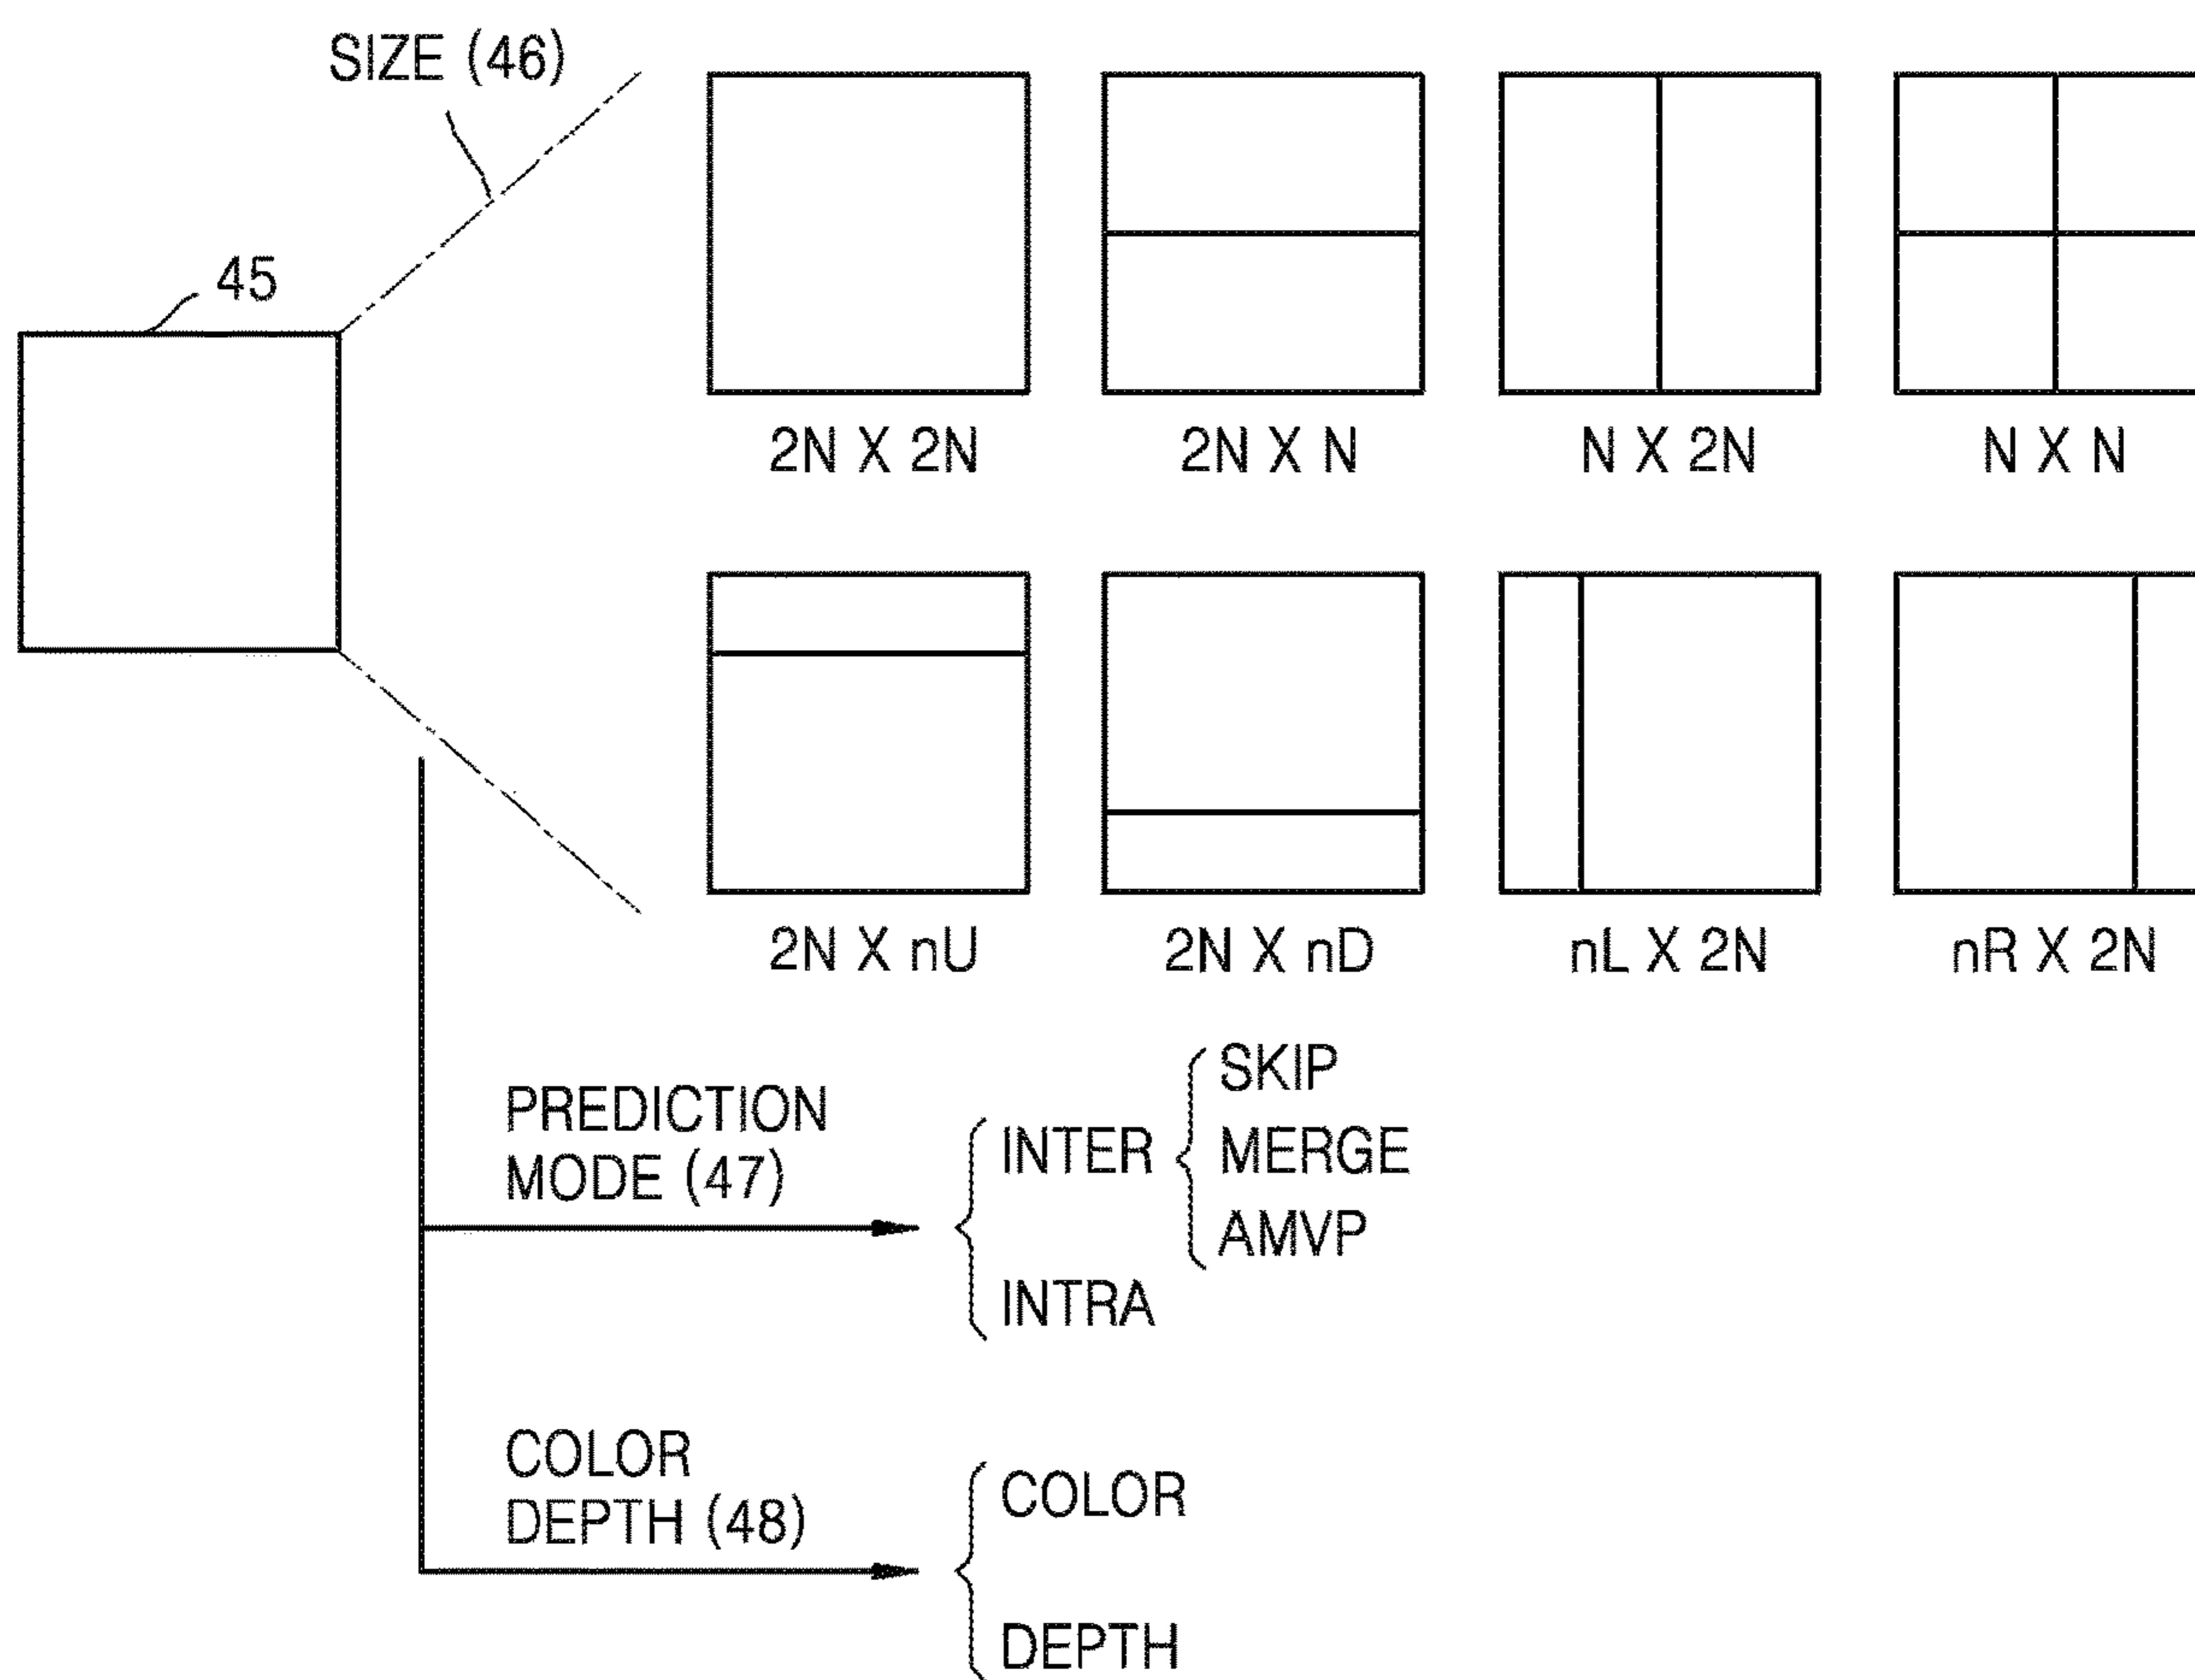 SIZE (46)
45
2N X 2N
2N X N
N X 2N
N X N
2N X nU
2N X nD
nL X 2N
nR X 2N
PREDICTION
MODE (47)
INTER
SKIP
MERGE
AMVP
INTRA
COLOR
DEPTH (48)
COLOR
DEPTH